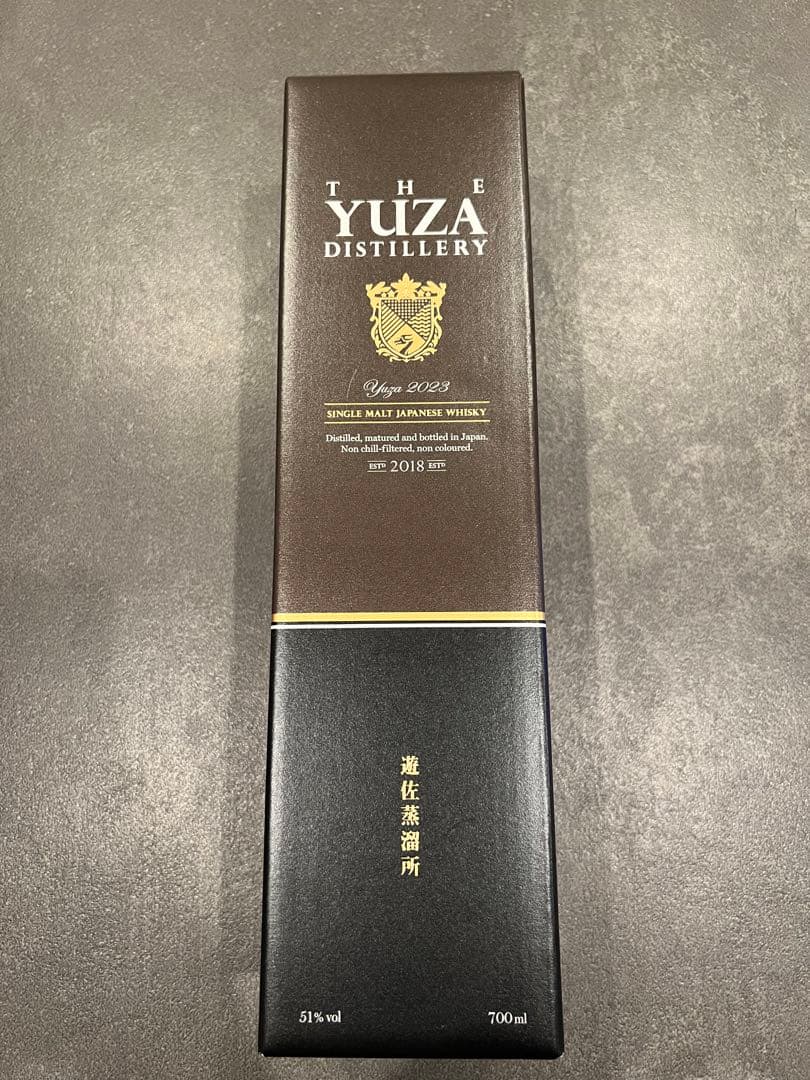 THE
YUZA
DISTILLERY
Yuza 2023
SINGLE MALT JAPANESE WHISKY
Distilled, matured and bottled in Japan.
Non chill-filtered, non coloured.
ESTD 2018 ESTD
遊佐蒸溜所
51% vol 700ml